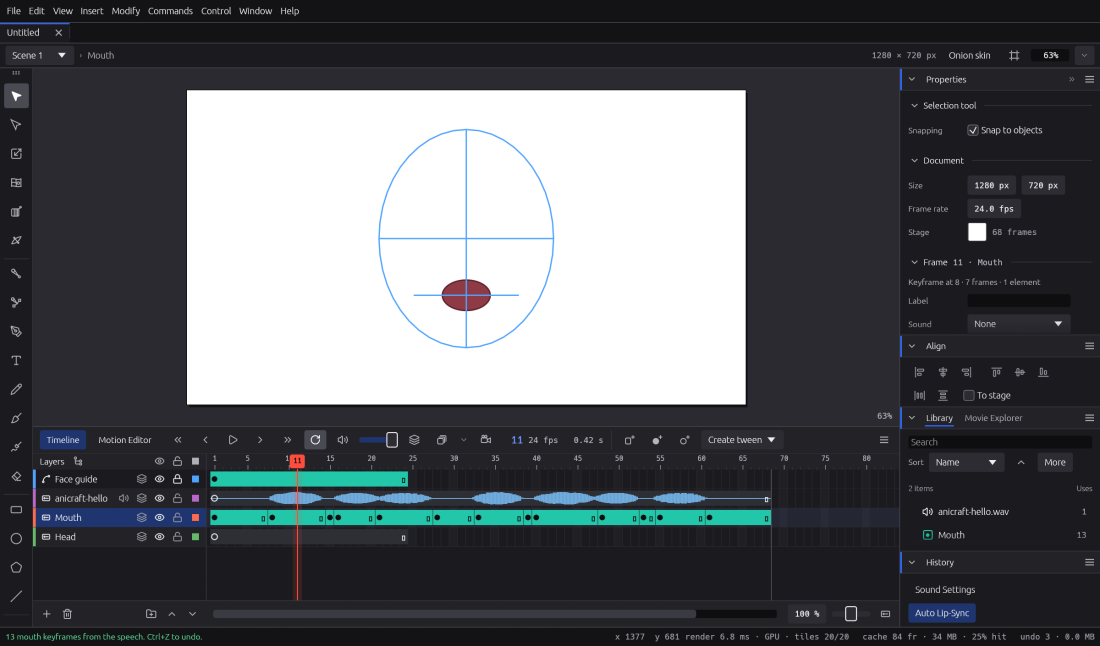 File Edit View Insert Modify Commands Control Window Help
Untitled
Scene 1 › Mouth 1280 × 720 px Onion skin 63%
Properties
Selection tool
Snapping Snap to objects
Document
Size 1280 px 720 px
Frame rate 24.0 fps
Stage 68 frames
Frame 11 · Mouth
Keyframe at 8 · 7 frames · 1 element
Label
Sound None
Align
To stage
63%
Library Movie Explorer
Search
Sort Name More
2 Items Uses
anicraft-hello.wav 1
Mouth 13
History
Sound Settings
Auto Lip-Sync
Timeline Motion Editor 11 24 fps 0.42 s Create tween
Layers 1 5 11 15 20 25 30 35 40 45 50 55 60 65 70 75 80
Face guide
anicraft-hello
Mouth
Head
100 %
13 mouth keyframes from the speech. Ctrl+Z to undo. x 1377 y 681 render 6.8 ms · GPU · tiles 20/20 cache 84 fr · 34 MB · 25% hit undo 3 · 0.0 MB